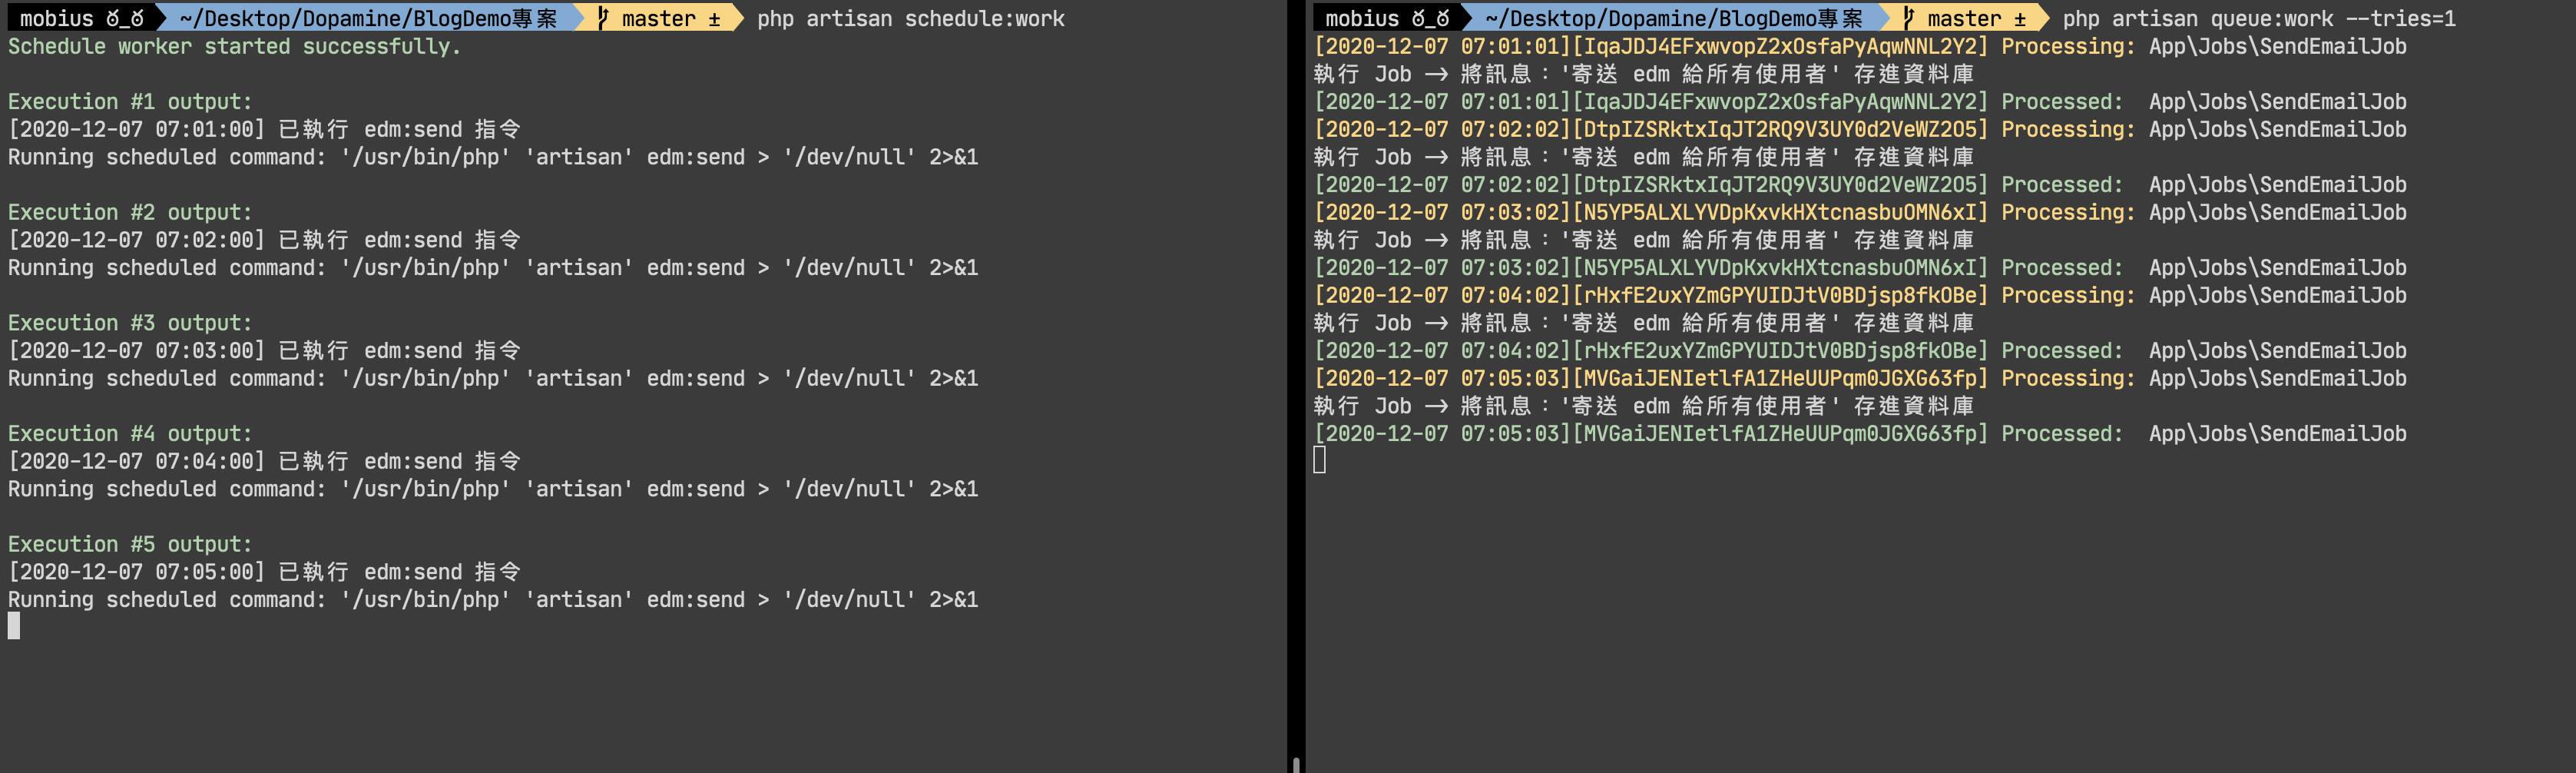 mobius ಠ_ಠ ~/Desktop/Dopamine/BlogDemo專案 master ± php artisan schedule:work
Schedule worker started successfully.
Execution #1 output:
[2020-12-07 07:01:00] 已執行 edm:send 指令
Running scheduled command: '/usr/bin/php' 'artisan' edm:send > '/dev/null' 2>&1
Execution #2 output:
[2020-12-07 07:02:00] 已執行 edm:send 指令
Running scheduled command: '/usr/bin/php' 'artisan' edm:send > '/dev/null' 2>&1
Execution #3 output:
[2020-12-07 07:03:00] 已執行 edm:send 指令
Running scheduled command: '/usr/bin/php' 'artisan' edm:send > '/dev/null' 2>&1
Execution #4 output:
[2020-12-07 07:04:00] 已執行 edm:send 指令
Running scheduled command: '/usr/bin/php' 'artisan' edm:send > '/dev/null' 2>&1
Execution #5 output:
[2020-12-07 07:05:00] 已執行 edm:send 指令
Running scheduled command: '/usr/bin/php' 'artisan' edm:send > '/dev/null' 2>&1
mobius ಠ_ಠ ~/Desktop/Dopamine/BlogDemo專案 master ± php artisan queue:work --tries=1
[2020-12-07 07:01:01][IqaJDJ4EFxwvopZ2xOsfaPyAqwNNL2Y2] Processing: App\Jobs\SendEmailJob
執行 Job -> 將訊息：'寄送 edm 給所有使用者' 存進資料庫
[2020-12-07 07:01:01][IqaJDJ4EFxwvopZ2xOsfaPyAqwNNL2Y2] Processed: App\Jobs\SendEmailJob
[2020-12-07 07:02:02][DtpIZSRktxIqJT2RQ9V3UY0d2VeWZ2O5] Processing: App\Jobs\SendEmailJob
執行 Job -> 將訊息：'寄送 edm 給所有使用者' 存進資料庫
[2020-12-07 07:02:02][DtpIZSRktxIqJT2RQ9V3UY0d2VeWZ2O5] Processed: App\Jobs\SendEmailJob
[2020-12-07 07:03:02][N5YP5ALXLYVDpKxvkHXtcnasbuOMN6xI] Processing: App\Jobs\SendEmailJob
執行 Job -> 將訊息：'寄送 edm 給所有使用者' 存進資料庫
[2020-12-07 07:03:02][N5YP5ALXLYVDpKxvkHXtcnasbuOMN6xI] Processed: App\Jobs\SendEmailJob
[2020-12-07 07:04:02][rHxfE2uxYZmGPYUIDJtV0BDjsp8fkOBe] Processing: App\Jobs\SendEmailJob
執行 Job -> 將訊息：'寄送 edm 給所有使用者' 存進資料庫
[2020-12-07 07:04:02][rHxfE2uxYZmGPYUIDJtV0BDjsp8fkOBe] Processed: App\Jobs\SendEmailJob
[2020-12-07 07:05:03][MVGaiJENIetlfA1ZHeUUPqm0JGXG63fp] Processing: App\Jobs\SendEmailJob
執行 Job -> 將訊息：'寄送 edm 給所有使用者' 存進資料庫
[2020-12-07 07:05:03][MVGaiJENIetlfA1ZHeUUPqm0JGXG63fp] Processed: App\Jobs\SendEmailJob